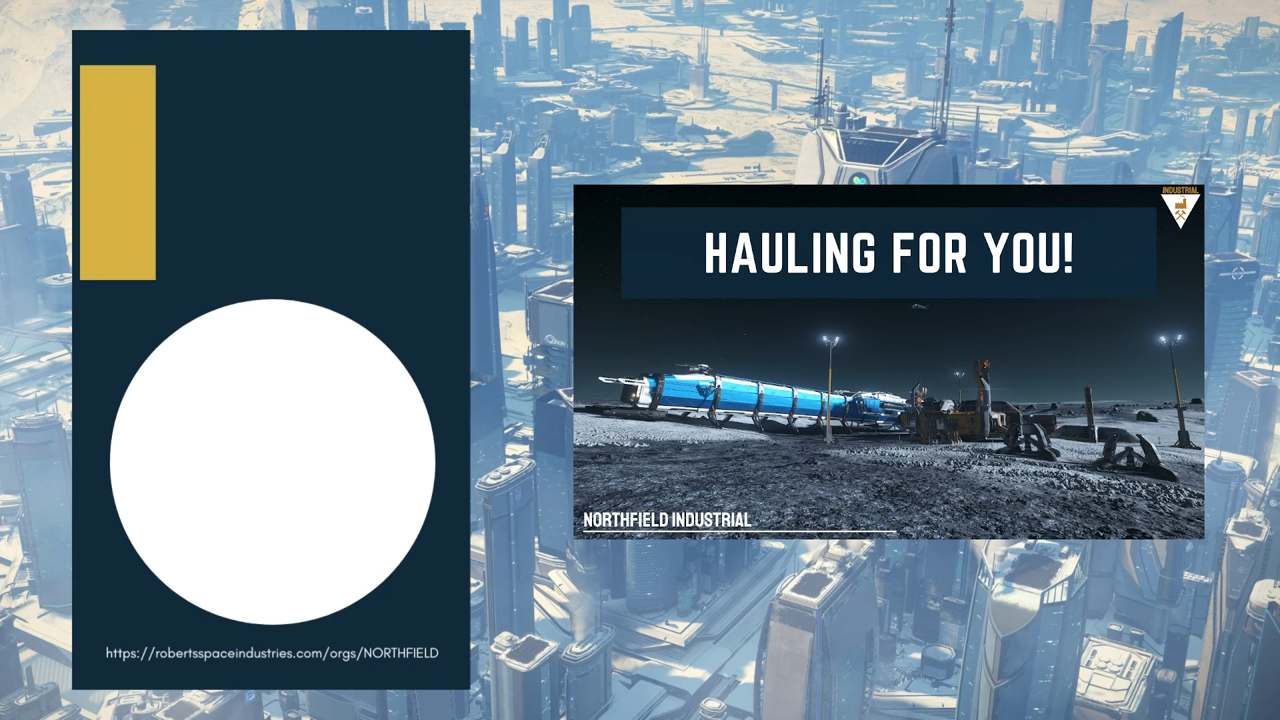 INDUSTRIAL
HAULING FOR YOU!
NORTHFIELD INDUSTRIAL
https://robertsspaceindustries.com/orgs/NORTHFIELD